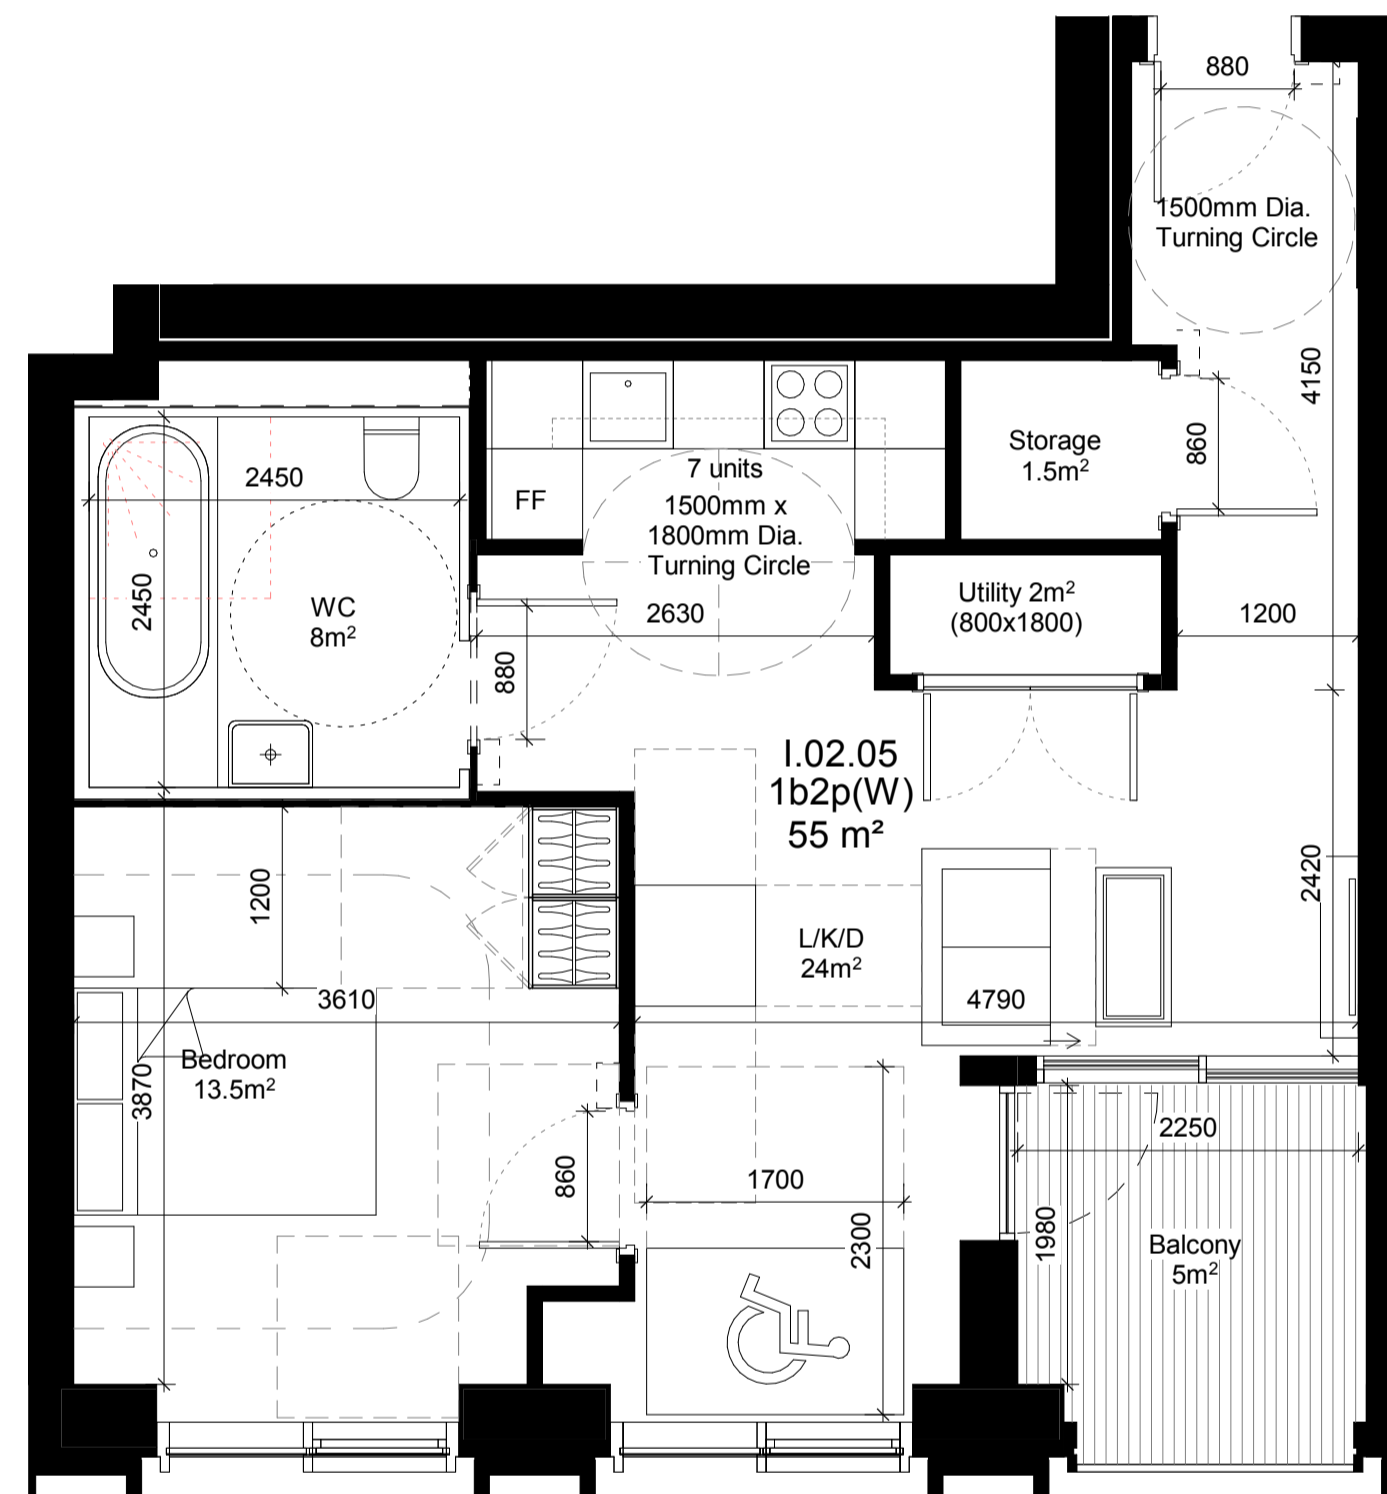 880
1500mm Dia.
Turning Circle
4150
Storage
1.5m²
860
7 units
1500mm x
1800mm Dia.
Turning Circle
FF
2450
2450
WC
8m²
Utility 2m²
(800x1800)
2630
1200
880
I.02.05
1b2p(W)
55 m²
2420
1200
L/K/D
24m²
3610
4790
Bedroom
13.5m²
3870
860
1700
2300
2250
1980
Balcony
5m²